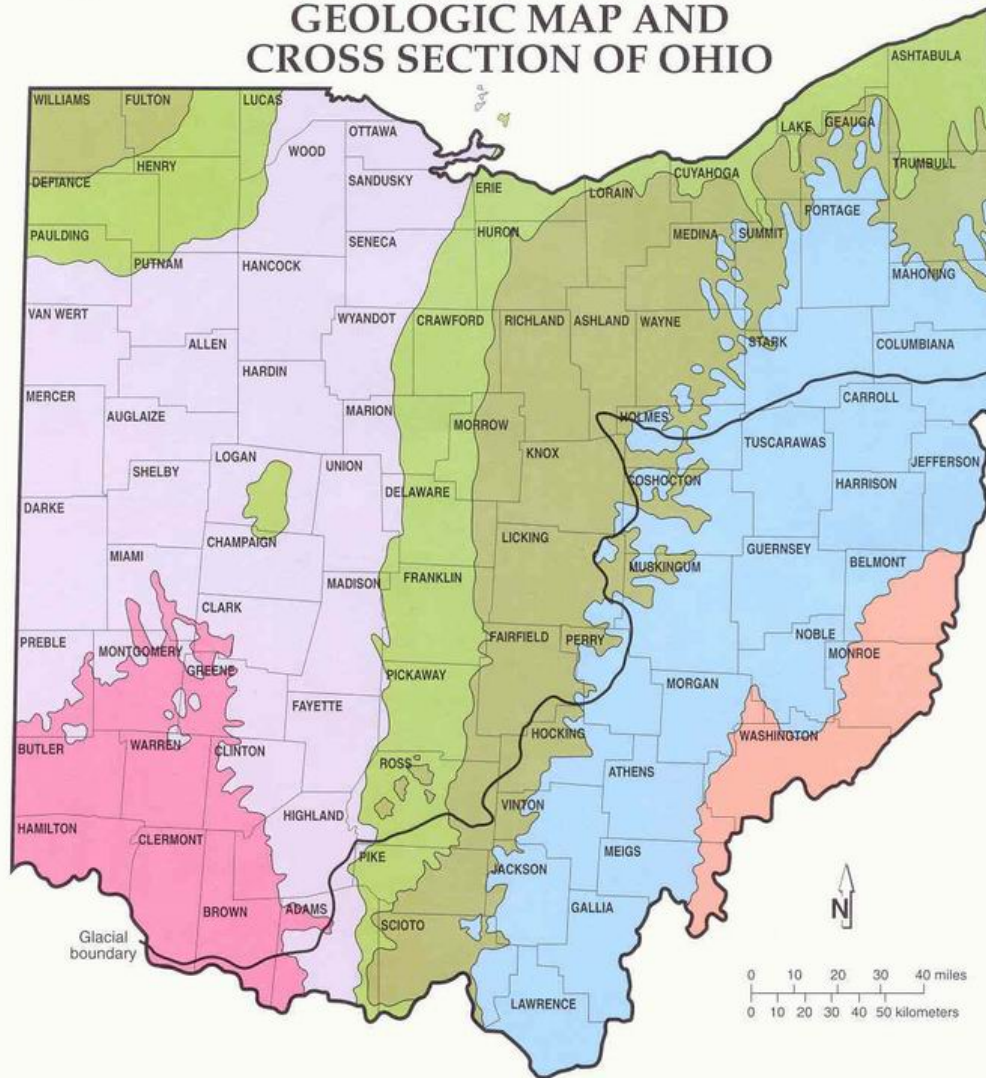 GEOLOGIC MAP AND
CROSS SECTION OF OHIO
ASHTABULA
WILLIAMS
FULTON
LUCAS
OTTAWA
LAKE
GEAUGA
WOOD
HENRY
SANDUSKY
ERIE
CUYAHOGA
TRUMBULL
DEFIANCE
LORAIN
PORTAGE
PAULDING
HURON
MEDINA
SUMMIT
SENECA
PUTNAM
HANCOCK
MAHONING
VAN WERT
WYANDOT
CRAWFORD
RICHLAND
ASHLAND
WAYNE
ALLEN
STARK
COLUMBIANA
HARDIN
MERCER
CARROLL
AUGLAIZE
MARION
HOLMES
MORROW
TUSCARAWAS
LOGAN
KNOX
UNION
JEFFERSON
SHELBY
COSHOCTON
HARRISON
DELAWARE
DARKE
LICKING
CHAMPAIGN
GUERNSEY
MIAMI
BELMONT
MUSKINGUM
MADISON
FRANKLIN
CLARK
NOBLE
PREBLE
FAIRFIELD
PERRY
MONTGOMERY
MONROE
GREENE
PICKAWAY
MORGAN
FAYETTE
HOCKING
WASHINGTON
BUTLER
WARREN
CLINTON
ROSS
ATHENS
VINTON
HIGHLAND
HAMILTON
CLERMONT
PIKE
MEIGS
JACKSON
BROWN
ADAMS
GALLIA
SCIOTO
N
Glacial
boundary
0 10 20 30 40 miles
LAWRENCE
0 10 20 30 40 50 kilometers